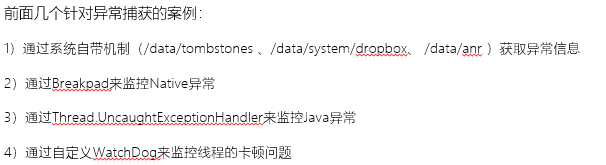 前面几个针对异常捕获的案例：
1）通过系统自带机制（/data/tombstones 、/data/system/dropbox、 /data/anr ）获取异常信息
2）通过Breakpad来监控Native异常
3）通过Thread.UncaughtExceptionHandler来监控Java异常
4）通过自定义WatchDog来监控线程的卡顿问题